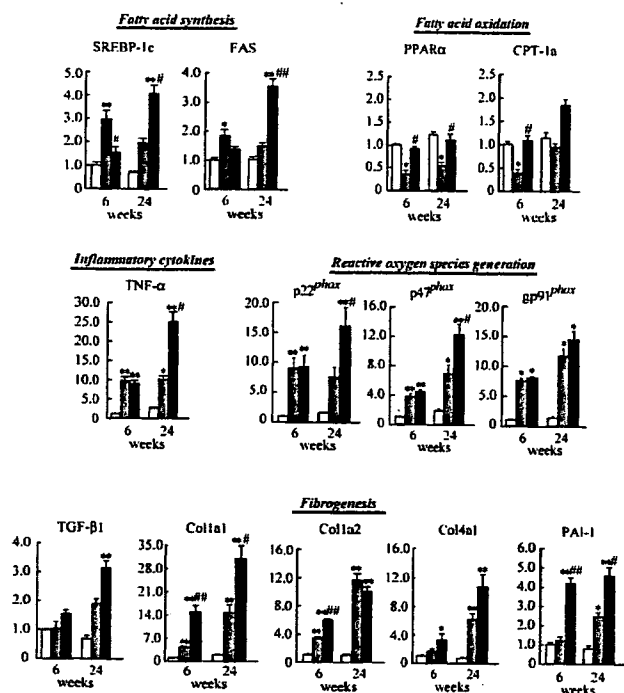 Fatty acid synthesis
Fatty acid oxidation
SREBP-1c
FAS
PPARα
CPT-1a
5.0
4.0
3.0
2.0
1.0
0
** ** # #
6 24
weeks
4.0
3.0
2.0
1.0
0
* ** ##
6 24
weeks
2.5
2.0
1.5
1.0
0.5
0
* # * #
6 24
weeks
2.5
2.0
1.5
1.0
0.5
0
* #
6 24
weeks
Inflammatory cytokines
Reactive oxygen species generation
TNF-α
p22phox
p47phox
gp91phox
30.0
25.0
20.0
15.0
10.0
5.0
0
** ** * ** #
6 24
weeks
20.0
15.0
10.0
5.0
0
** ** ** #
6 24
weeks
16.0
12.0
8.0
4.0
0
** ** * ** #
6 24
weeks
20.0
15.0
10.0
5.0
0
* * * *
6 24
weeks
Fibrogenesis
TGF-β1
Col1a1
Col1a2
Col4a1
PAI-1
4.0
3.0
2.0
1.0
0
**
6 24
weeks
35.0
28.0
21.0
14.0
7.0
0
** ** ## ** ** #
6 24
weeks
16.0
12.0
8.0
4.0
0
** ** ## ** **
6 24
weeks
16.0
12.0
8.0
4.0
0
* ** **
6 24
weeks
6.0
5.0
4.0
3.0
2.0
1.0
0
** ## * ** #
6 24
weeks